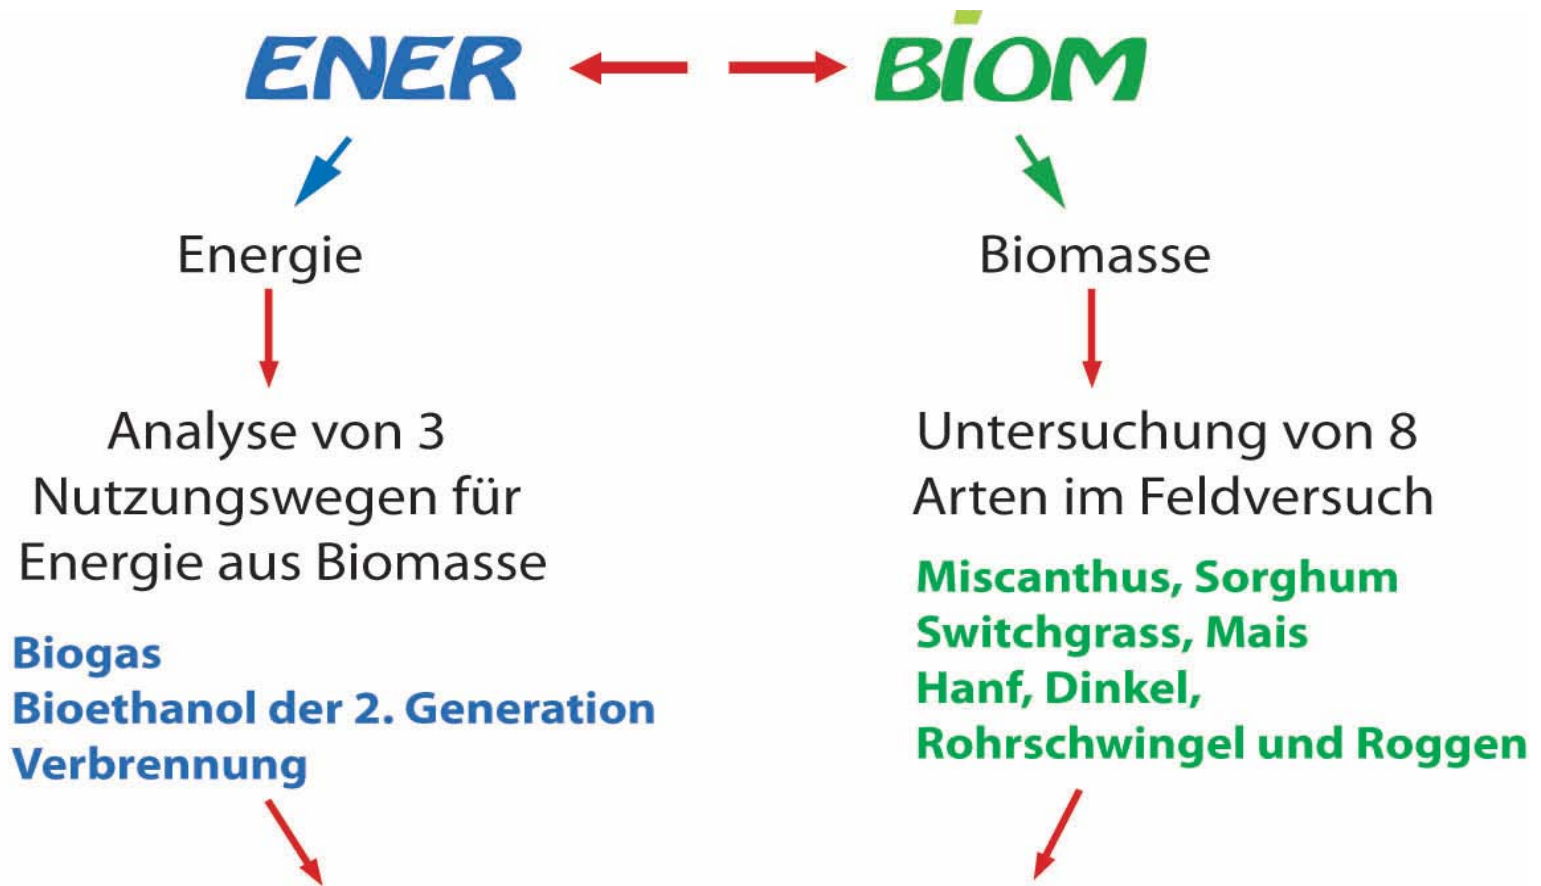 ENER
BIOM
Energie
Analyse von 3
Nutzungswegen für
Energie aus Biomasse
Biogas
Bioethanol der 2. Generation
Verbrennung
Biomasse
Untersuchung von 8
Arten im Feldversuch
Miscanthus, Sorghum
Switchgrass, Mais
Hanf, Dinkel,
Rohrschwingel und Roggen